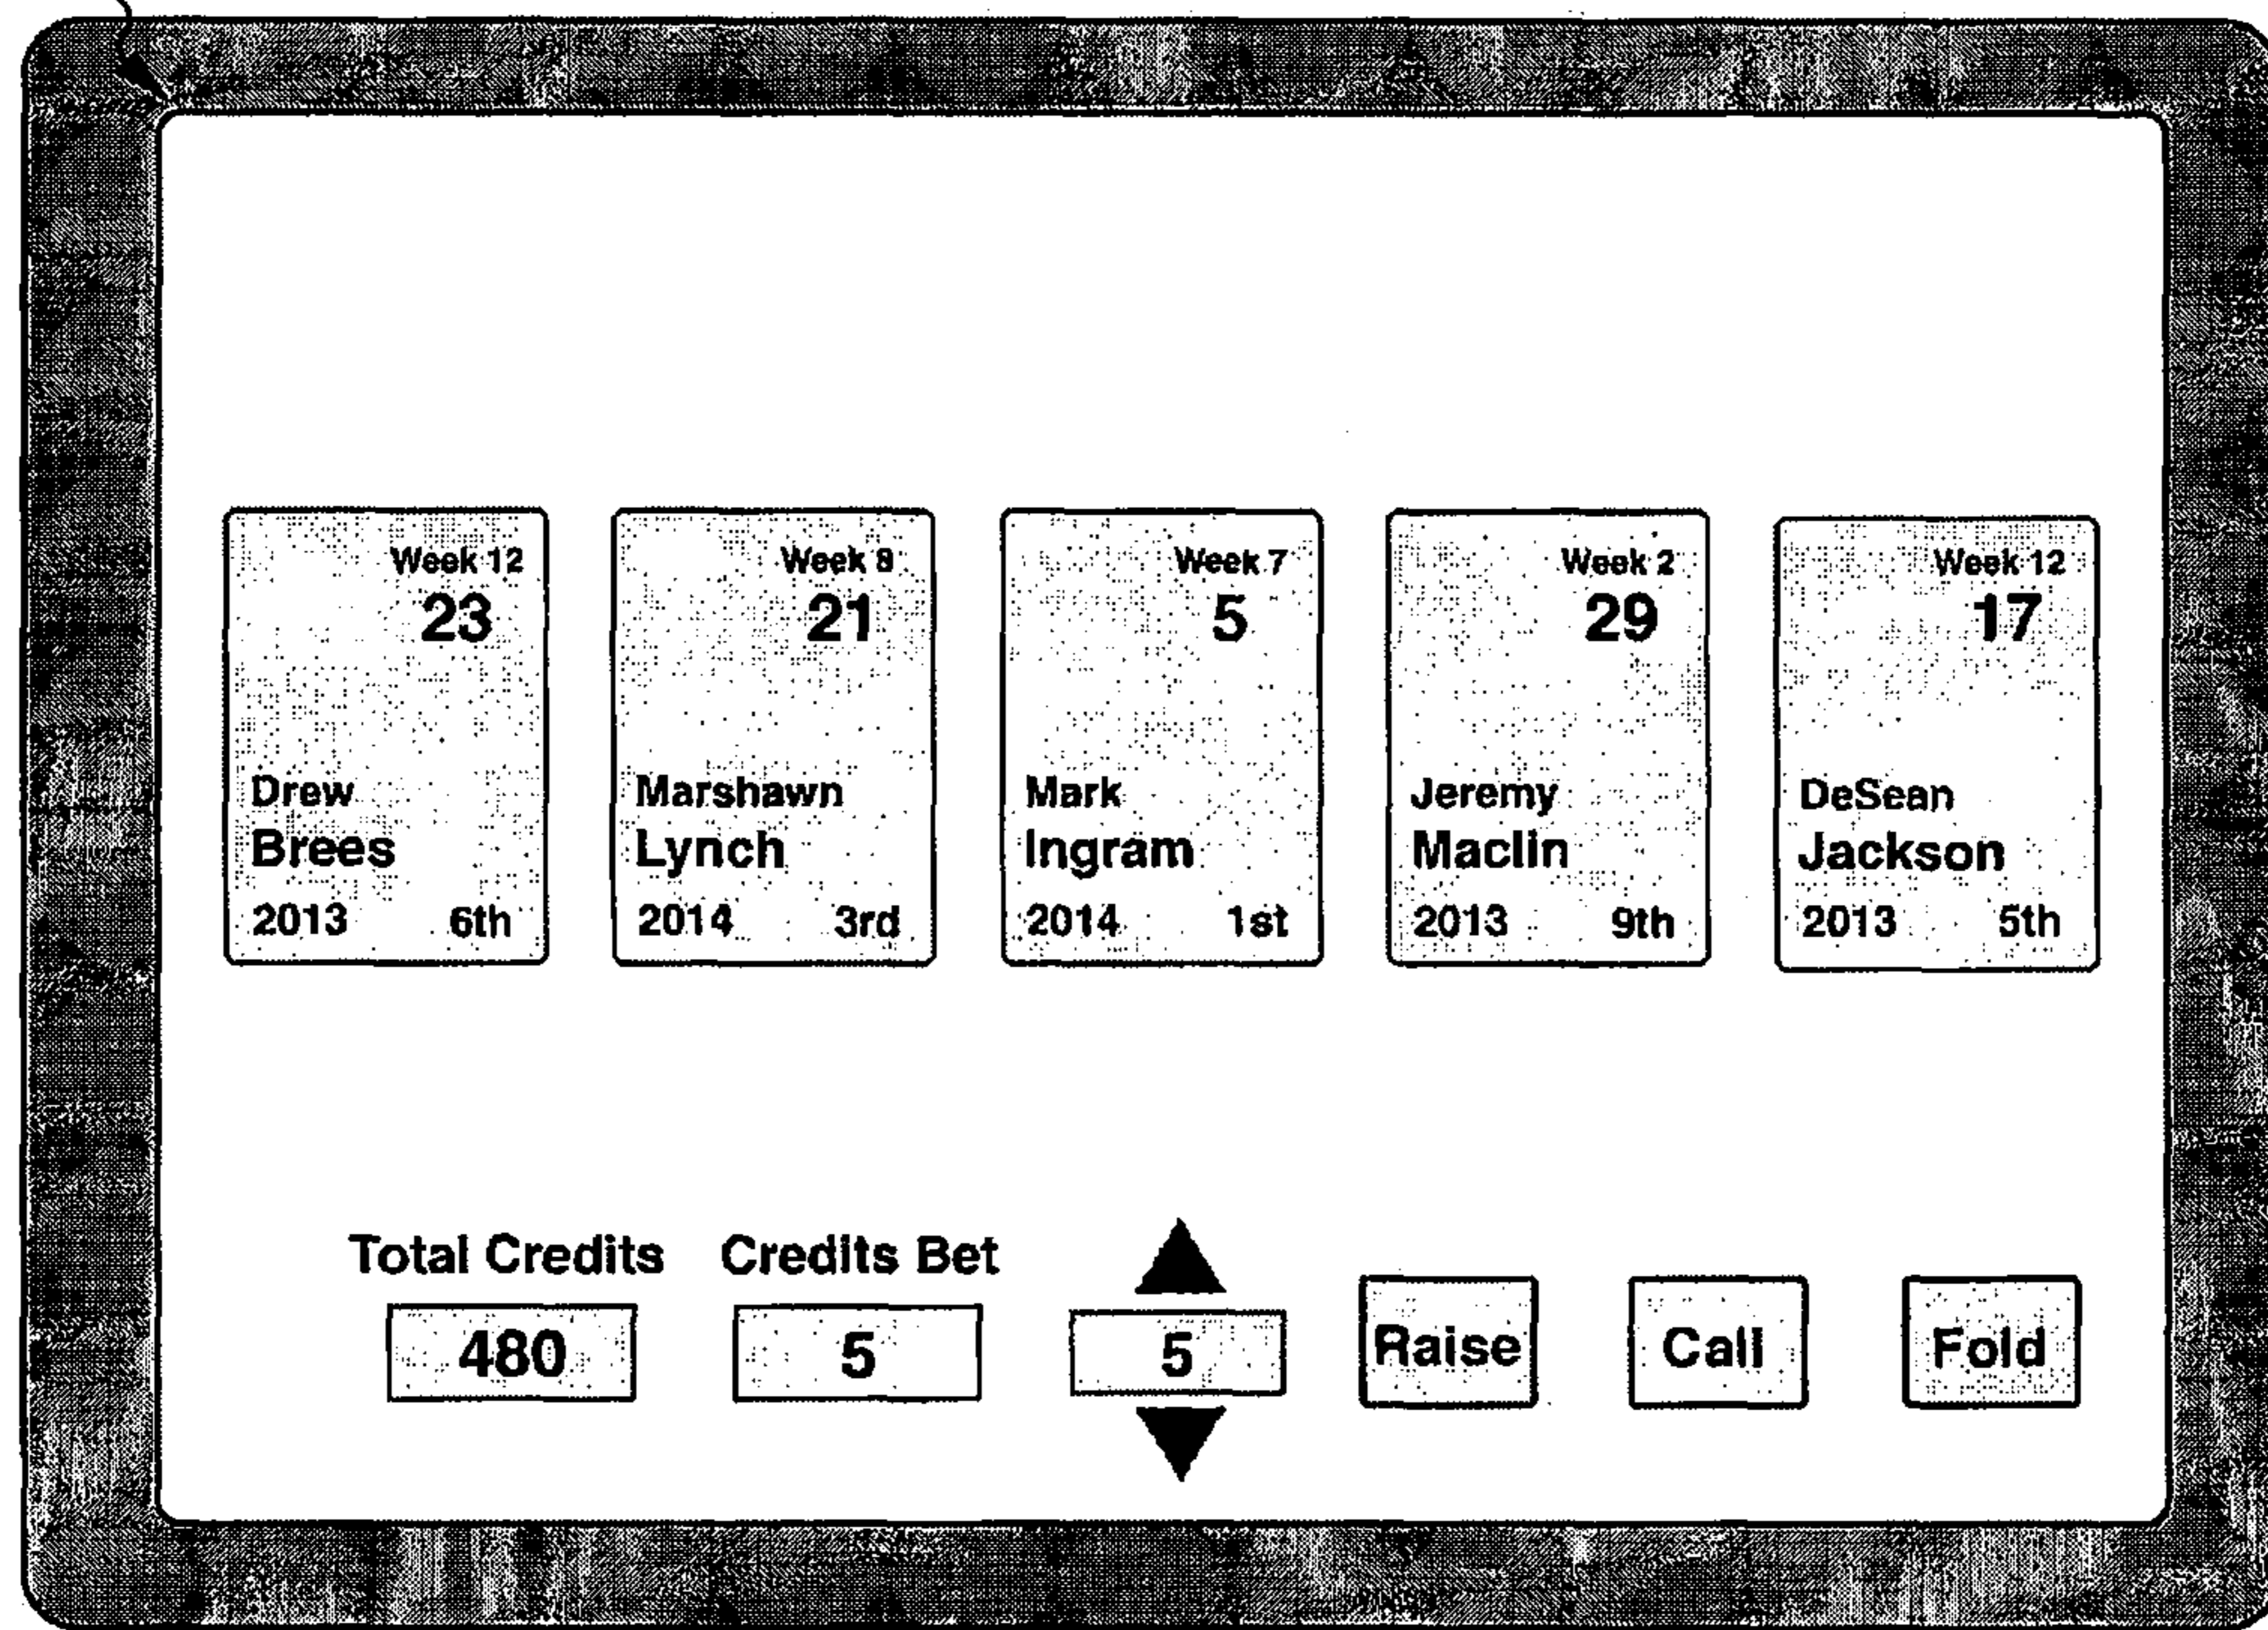 Week 12
23
Drew
Brees
2013 6th
Week 8
21
Marshawn
Lynch
2014 3rd
Week 7
5
Mark
Ingram
2014 1st
Week 2
29
Jeremy
Maclin
2013 9th
Week 12
17
DeSean
Jackson
2013 5th
Total Credits
480
Credits Bet
5
5
Raise
Call
Fold